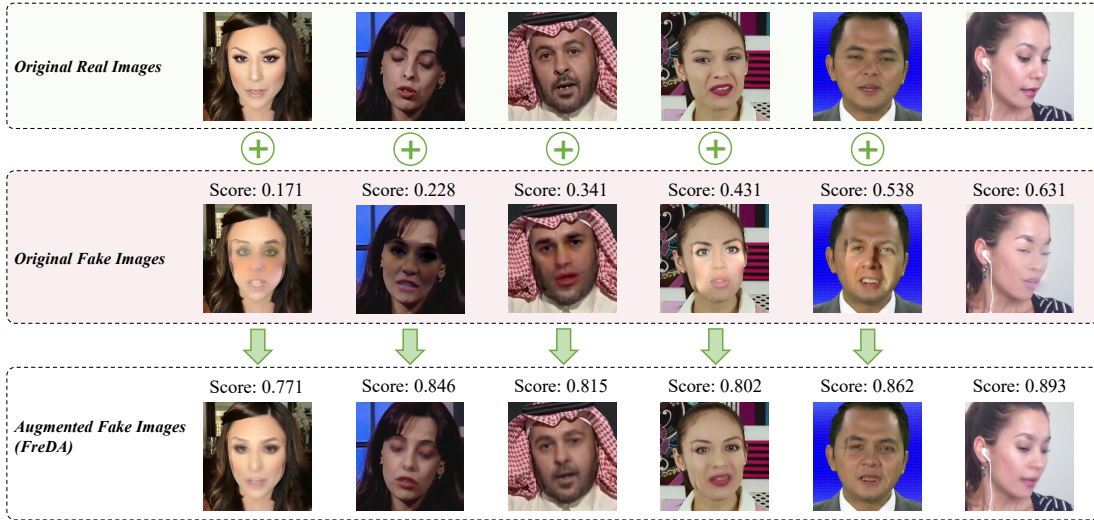 Original Real Images
Score: 0.171 Score: 0.228 Score: 0.341 Score: 0.431 Score: 0.538 Score: 0.631
Original Fake Images
Score: 0.771 Score: 0.846 Score: 0.815 Score: 0.802 Score: 0.862 Score: 0.893
Augmented Fake Images
(FreDA)